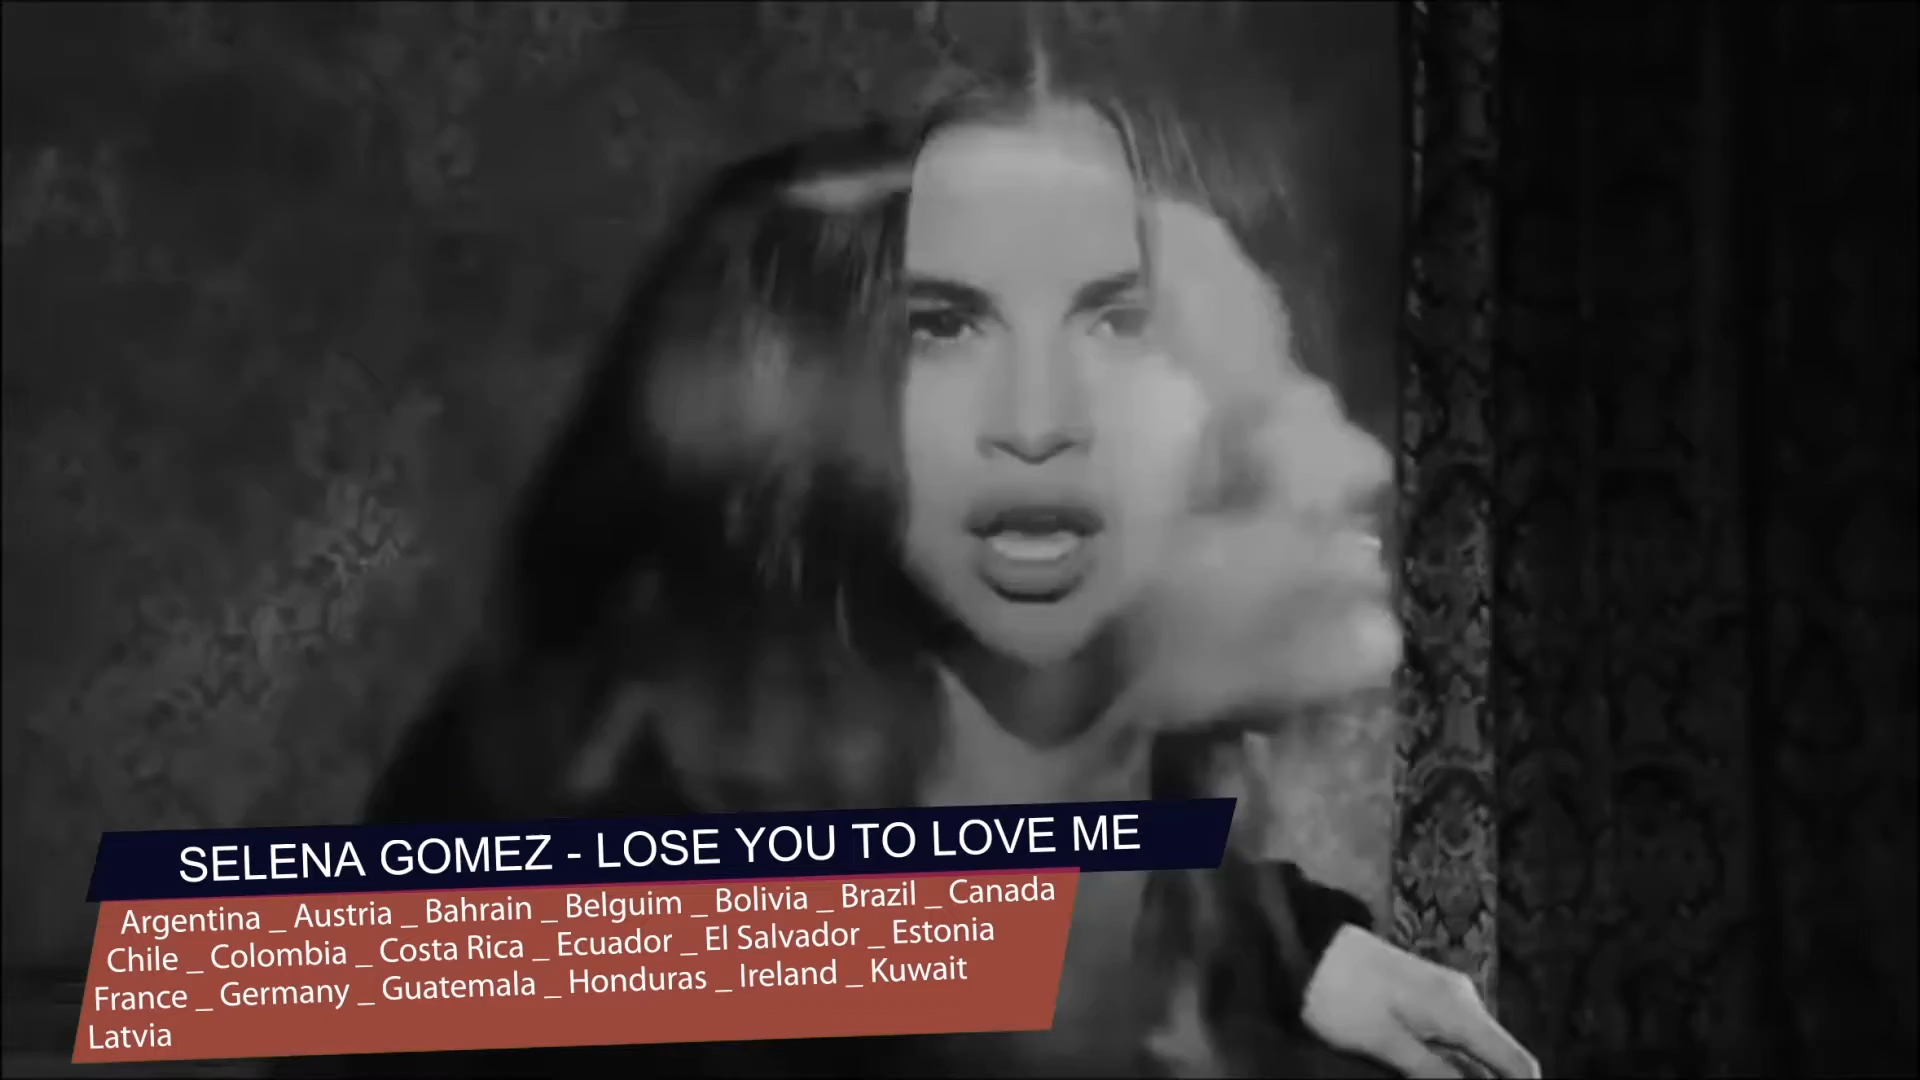 SELENA GOMEZ - LOSE YOU TO LOVE ME
Argentina _ Austria _ Bahrain _ Belguim _ Bolivia _ Brazil _ Canada
Chile _ Colombia _ Costa Rica _ Ecuador _ El Salvador _ Estonia
France _ Germany _ Guatemala _ Honduras _ Ireland _ Kuwait
Latvia